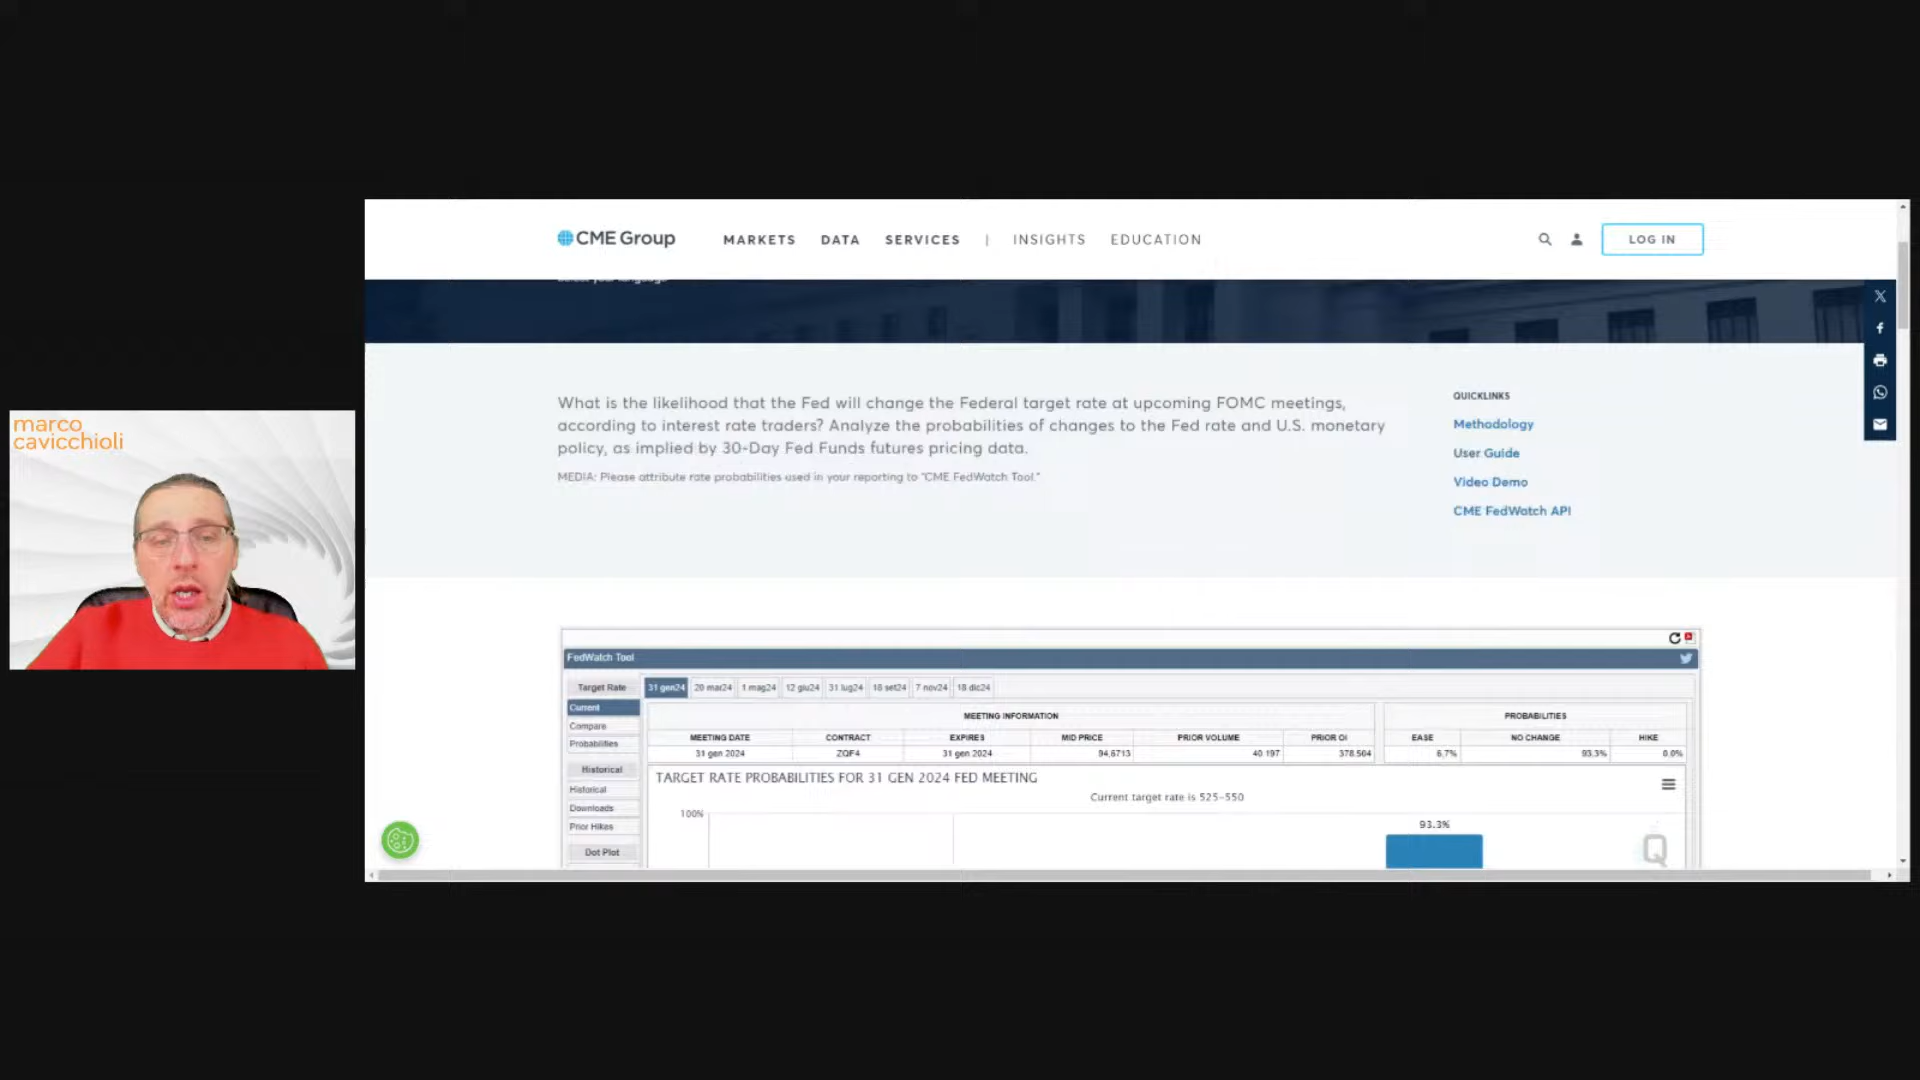 marco
cavicchioli
CME Group
MARKETS DATA SERVICES | INSIGHTS EDUCATION
LOG IN
What is the likelihood that the Fed will change the Federal target rate at upcoming FOMC meetings,
according to interest rate traders? Analyze the probabilities of changes to the Fed rate and U.S. monetary
policy, as implied by 30-Day Fed Funds futures pricing data.
MEDIA: Please attribute rate probabilities used in your reporting to "CME FedWatch Tool."
QUICKLINKS
Methodology
User Guide
Video Demo
CME FedWatch API
FedWatch Tool
Target Rate
Current
Compare
Probabilities
Historical
Historical
Downloads
Prior Hikes
Dot Plot
31 gen24 20 mar24 1 mag24 12 giu24 31 lug24 18 set24 7 nov24 18 dic24
MEETING INFORMATION
MEETING DATE CONTRACT EXPIRES MID PRICE PRIOR VOLUME PRIOR OI
31 gen 2024 ZQF4 31 gen 2024 94,6713 40.197 378.504
PROBABILITIES
EASE NO CHANGE HIKE
6.7% 93.3% 0.0%
TARGET RATE PROBABILITIES FOR 31 GEN 2024 FED MEETING
Current target rate is 525-550
100%
93.3%
Q